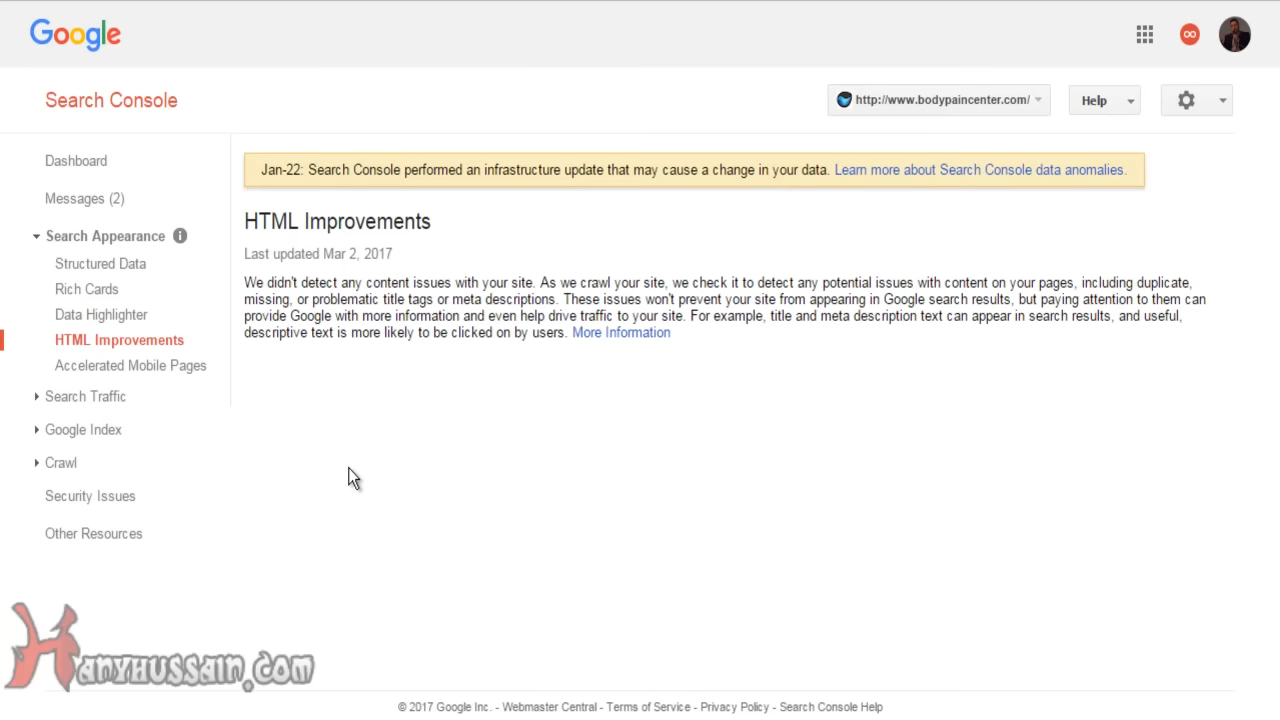 Google
Search Console
http://www.bodypaincenter.com/
Help
Dashboard
Messages (2)
Search Appearance
Structured Data
Rich Cards
Data Highlighter
HTML Improvements
Accelerated Mobile Pages
Search Traffic
Google Index
Crawl
Security Issues
Other Resources
Jan-22: Search Console performed an infrastructure update that may cause a change in your data. Learn more about Search Console data anomalies.
HTML Improvements
Last updated Mar 2, 2017
We didn't detect any content issues with your site. As we crawl your site, we check it to detect any potential issues with content on your pages, including duplicate,
missing, or problematic title tags or meta descriptions. These issues won't prevent your site from appearing in Google search results, but paying attention to them can
provide Google with more information and even help drive traffic to your site. For example, title and meta description text can appear in search results, and useful,
descriptive text is more likely to be clicked on by users. More Information
HANYHUSSAIN.COM
© 2017 Google Inc. - Webmaster Central - Terms of Service - Privacy Policy - Search Console Help